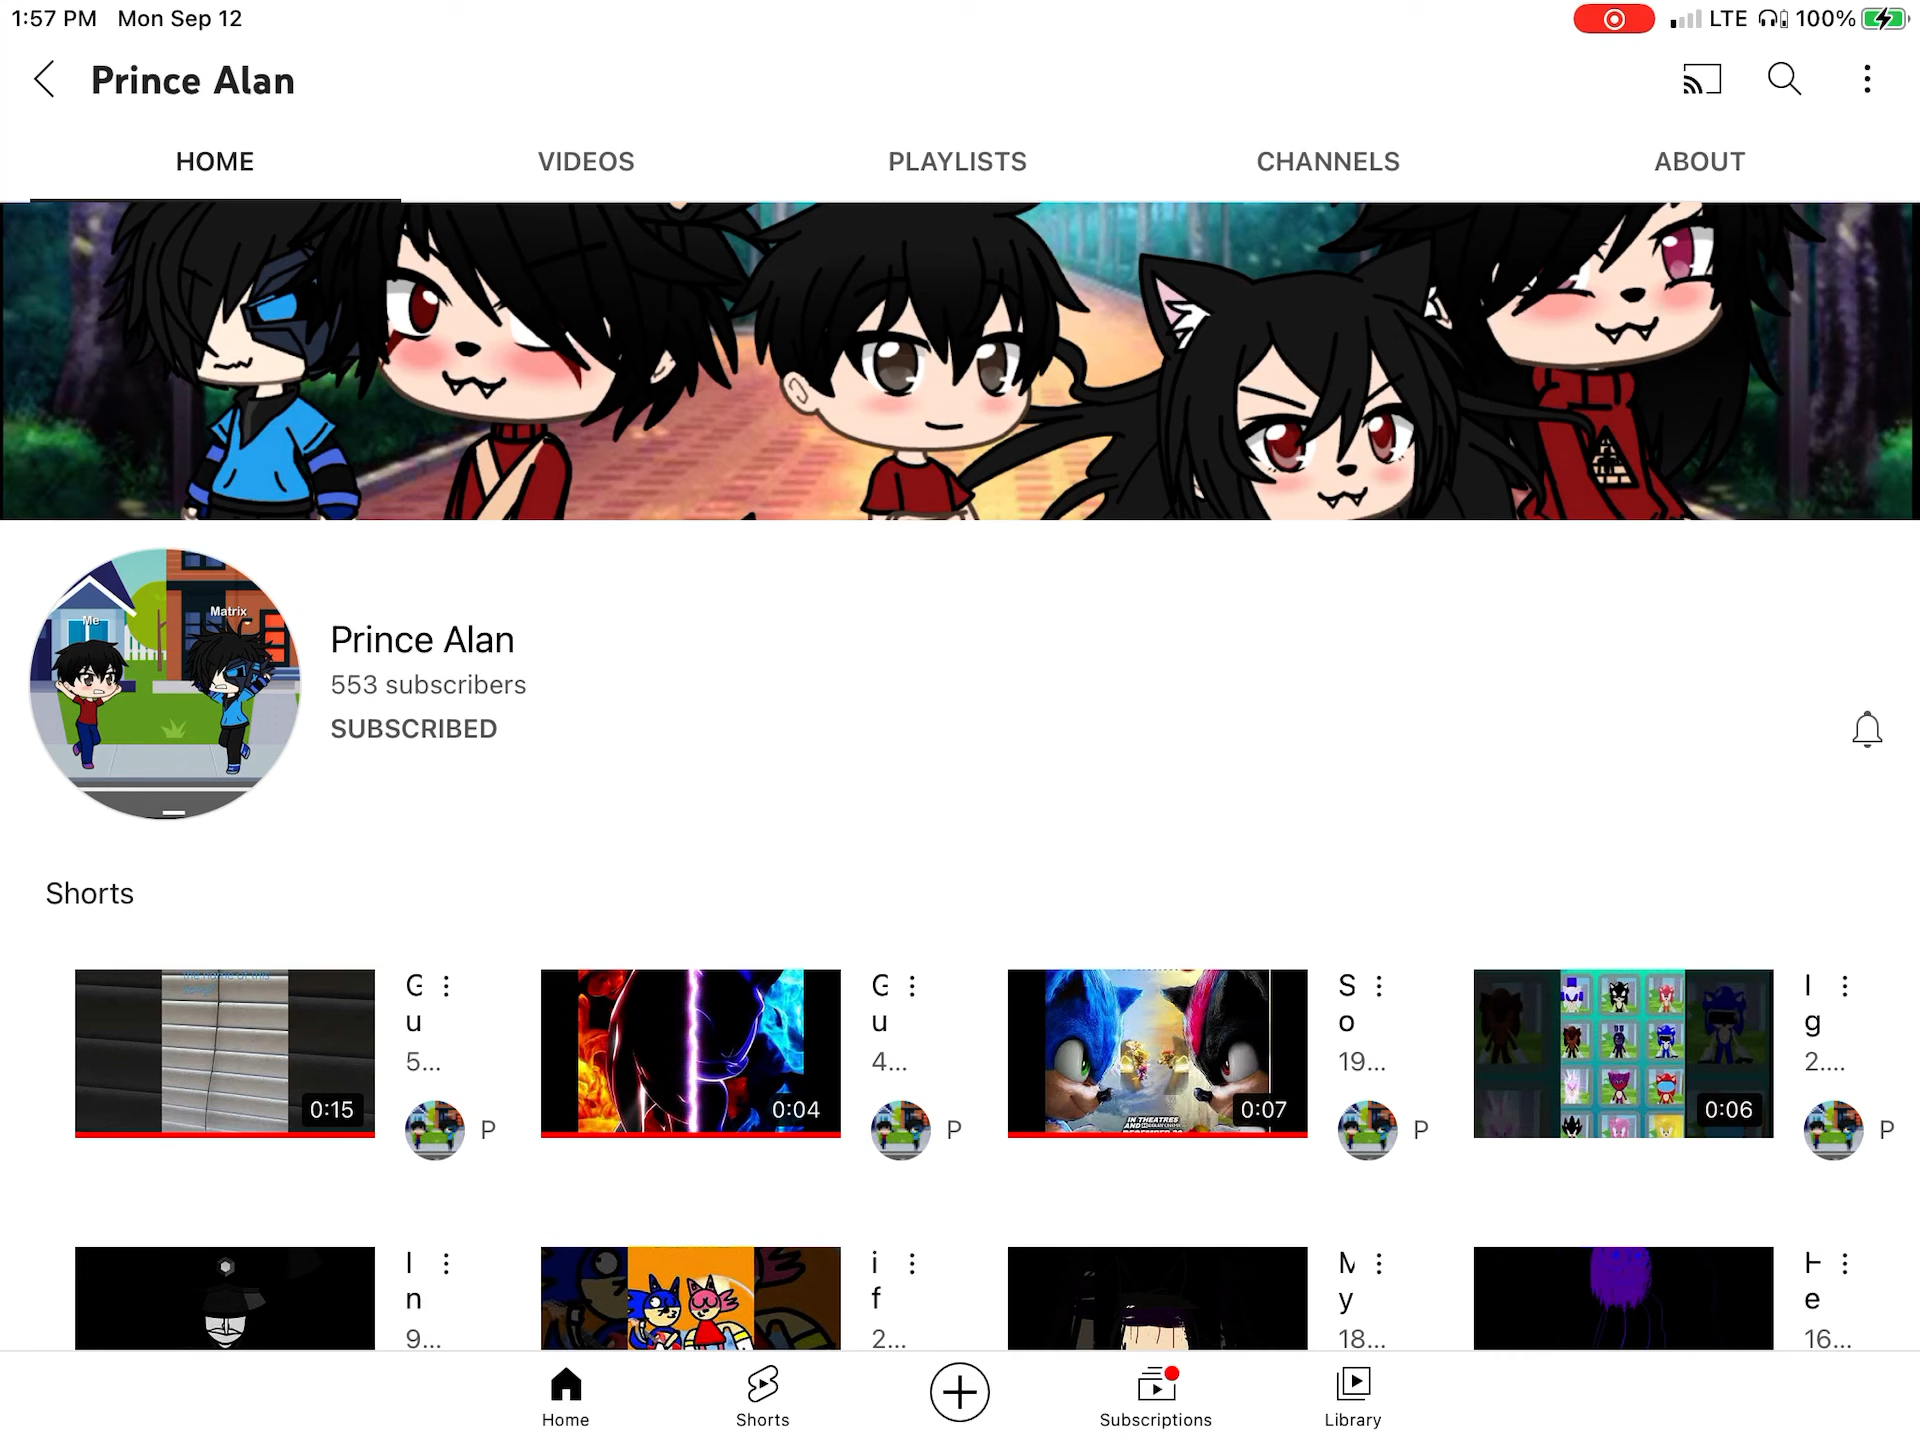 1:57 PM Mon Sep 12
LTE 100%
Prince Alan
HOME VIDEOS PLAYLISTS CHANNELS ABOUT
Me
Matrix
Prince Alan
553 subscribers
SUBSCRIBED
Shorts
0:15
G
u
5...
P
0:04
G
u
4...
P
IN THEATRES
0:07
S
o
19...
P
0:06
I
g
2....
P
I
n
9...
i
f
2...
M
y
18...
H
e
16...
Home Shorts Subscriptions Library